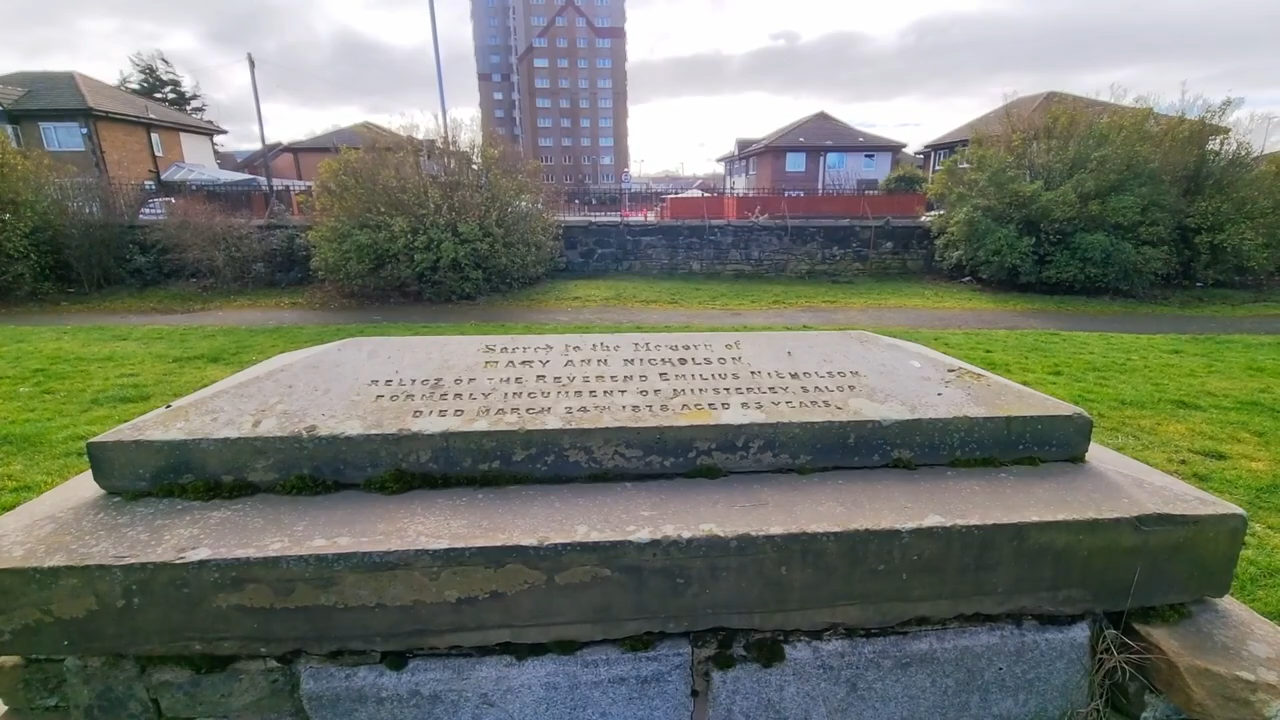 Sacred to the Memory of
MARY ANN NICHOLSON,
RELICT OF THE REVEREND EMILIUS NICHOLSON,
FORMERLY INCUMBENT OF MINSTERLEY, SALOP.
DIED MARCH 24TH 1878, AGED 83 YEARS.